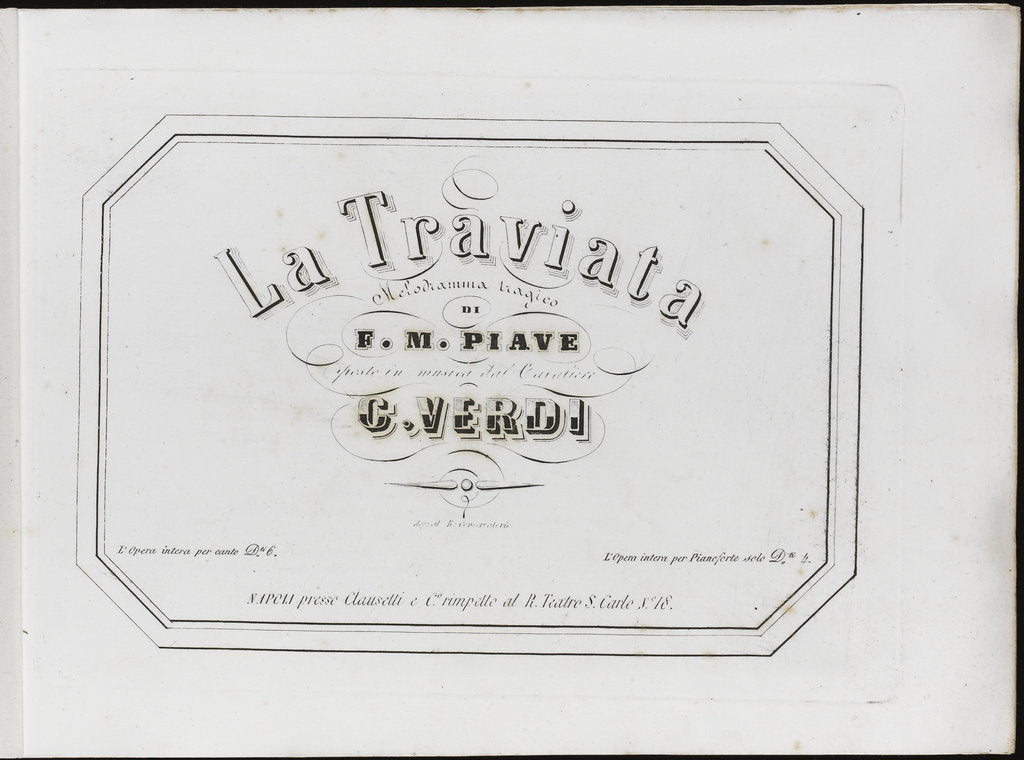 La Traviata
Melodramma tragico
DI
F. M. PIAVE
Posto in musica dal Cavaliere
G. VERDI
L'Opera intera per canto D.ti 6.
L'Opera intera per Pianoforte solo D.ti 4.
NAPOLI presso Clausetti e C.º rimpetto al R. Teatro S. Carlo N.º 18.